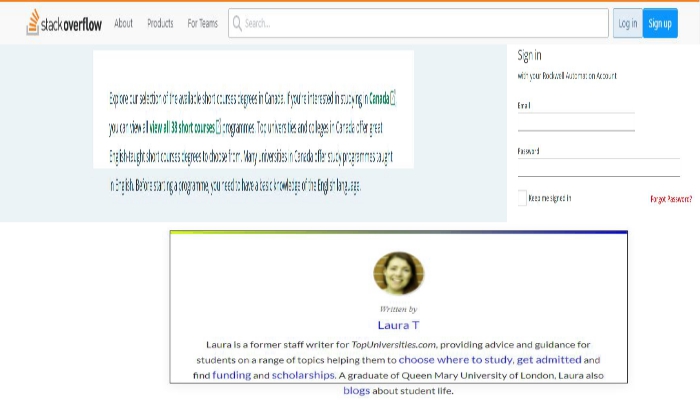 stackoverflow About Products For Teams Search... Log in Sign up
Explore our selection of the available short courses degrees in Canada. If you're interested in studying in Canada
you can view all view all 38 short courses programmes. Top universities and colleges in Canada offer great
English-taught short courses degrees to choose from. Many universities in Canada offer study programmes taught
in English. Before starting a programme, you need to have a basic knowledge of the English language.
Sign in
with your Rockwell Automation Account
Email
Password
Keep me signed in Forgot Password?
Written by
Laura T
Laura is a former staff writer for TopUniversities.com, providing advice and guidance for
students on a range of topics helping them to choose where to study, get admitted and
find funding and scholarships. A graduate of Queen Mary University of London, Laura also
blogs about student life.